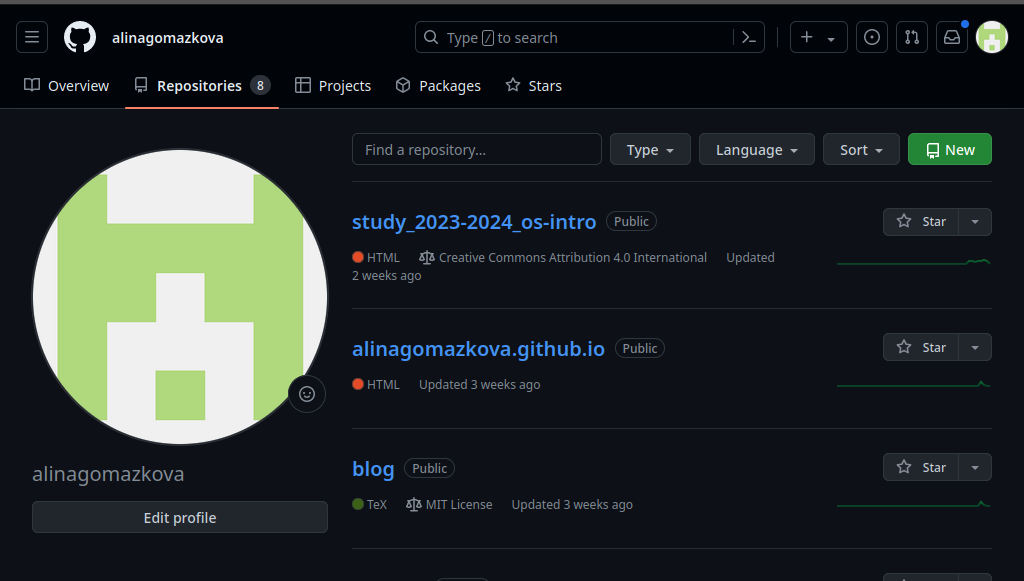 alinagomazkova
Type / to search
Overview
Repositories 8
Projects
Packages
Stars
Find a repository...
Type
Language
Sort
New
study_2023-2024_os-intro Public
Star
HTML Creative Commons Attribution 4.0 International Updated
2 weeks ago
alinagomazkova.github.io Public
Star
HTML Updated 3 weeks ago
blog Public
Star
TeX MIT License Updated 3 weeks ago
alinagomazkova
Edit profile